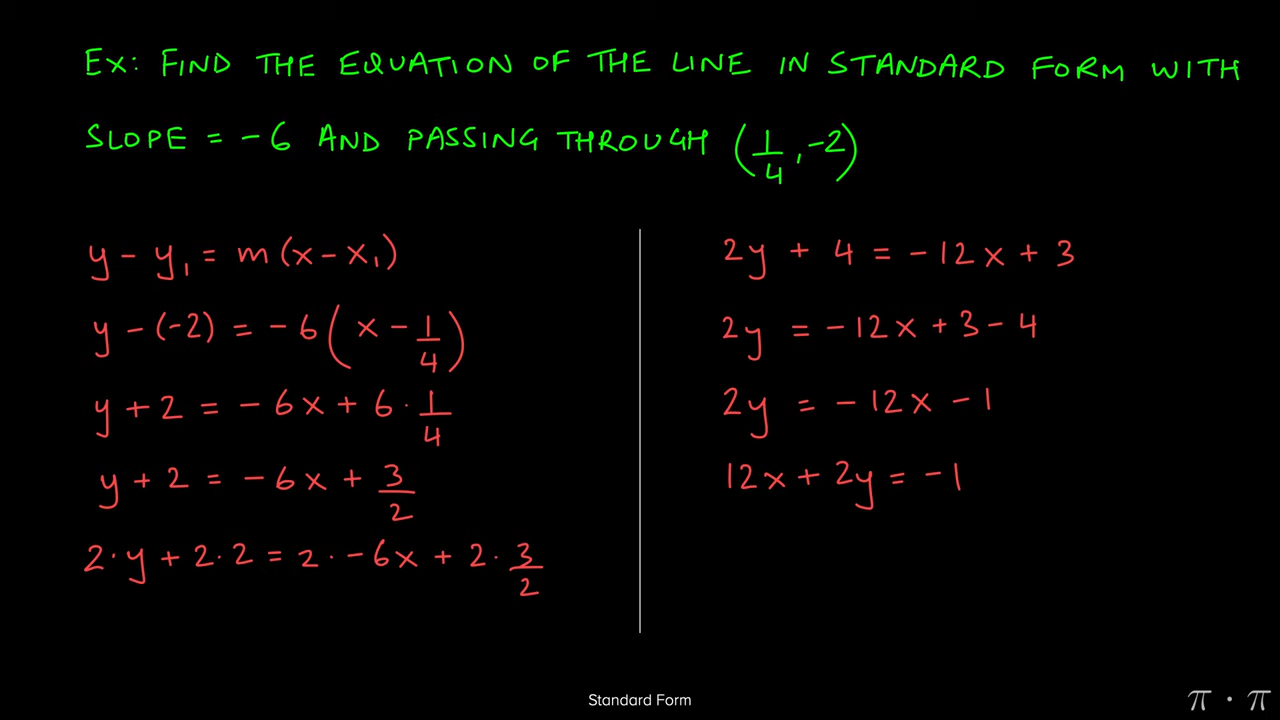 EX: FIND THE EQUATION OF THE LINE IN STANDARD FORM WITH
SLOPE = -6 AND PASSING THROUGH (1/4, -2)
y - y₁ = m(x - x₁)
y - (-2) = -6(x - 1/4)
y + 2 = -6x + 6 · 1/4
y + 2 = -6x + 3/2
2 · y + 2 · 2 = 2 · -6x + 2 · 3/2
2y + 4 = -12x + 3
2y = -12x + 3 - 4
2y = -12x - 1
12x + 2y = -1
Standard Form
π · π